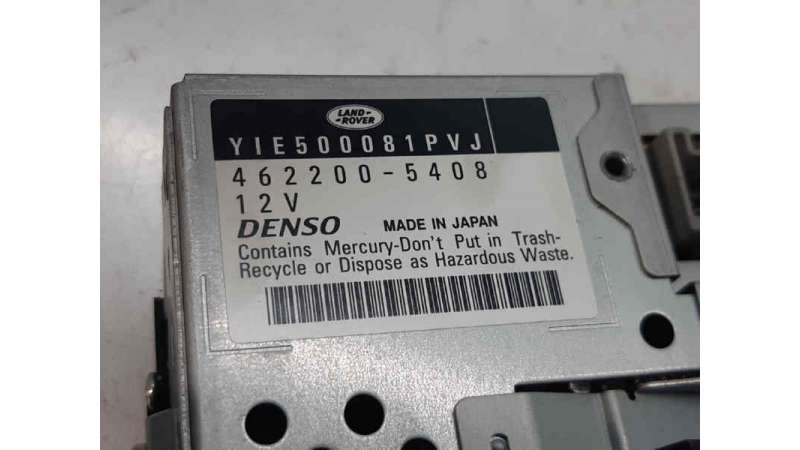 LAND-
ROVER
YIE500081PVJ
462200-5408
12V
DENSO MADE IN JAPAN
Contains Mercury-Don't Put in Trash-
Recycle or Dispose as Hazardous Waste.